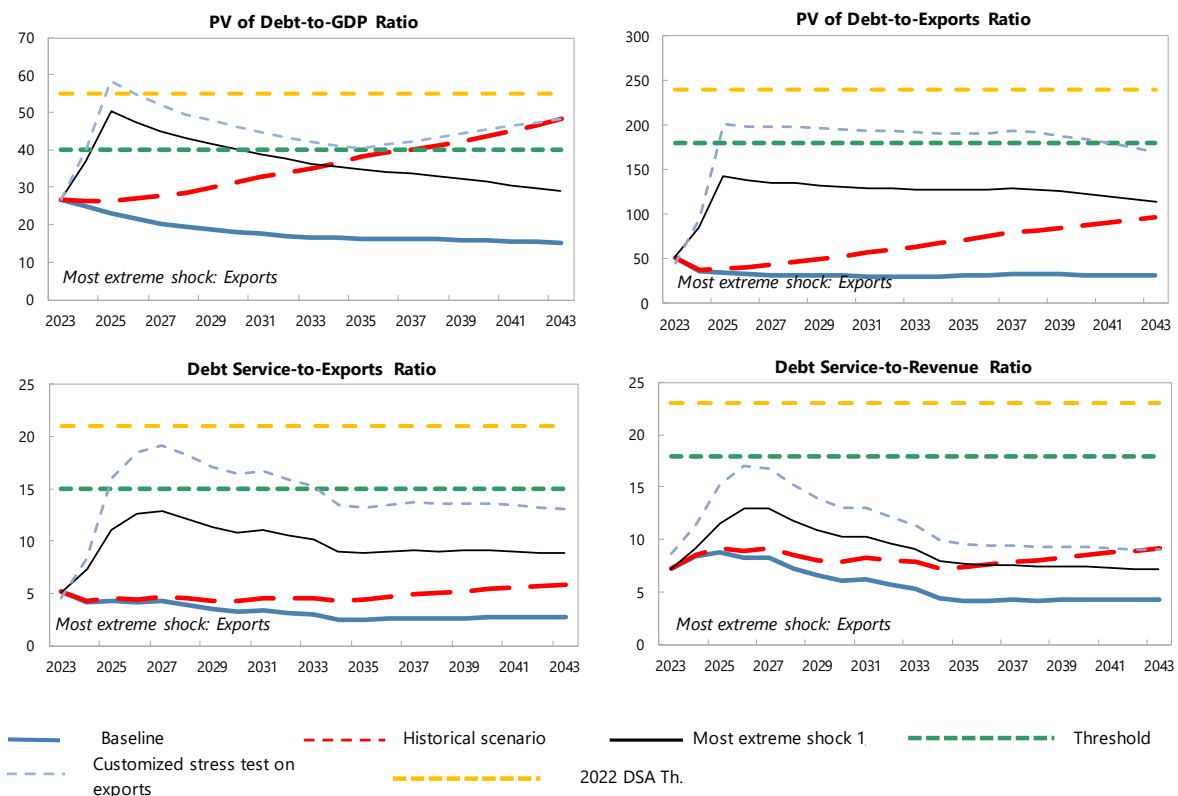 PV of Debt-to-GDP Ratio
70
60
50
40
30
20
10
0
Most extreme shock: Exports
2023 2025 2027 2029 2031 2033 2035 2037 2039 2041 2043
PV of Debt-to-Exports Ratio
300
250
200
150
100
50
0
Most extreme shock: Exports
2023 2025 2027 2029 2031 2033 2035 2037 2039 2041 2043
Debt Service-to-Exports Ratio
25
20
15
10
5
0
Most extreme shock: Exports
2023 2025 2027 2029 2031 2033 2035 2037 2039 2041 2043
Debt Service-to-Revenue Ratio
25
20
15
10
5
0
Most extreme shock: Exports
2023 2025 2027 2029 2031 2033 2035 2037 2039 2041 2043
Baseline
Historical scenario
Most extreme shock 1
Threshold
Customized stress test on
exports
2022 DSA Th.